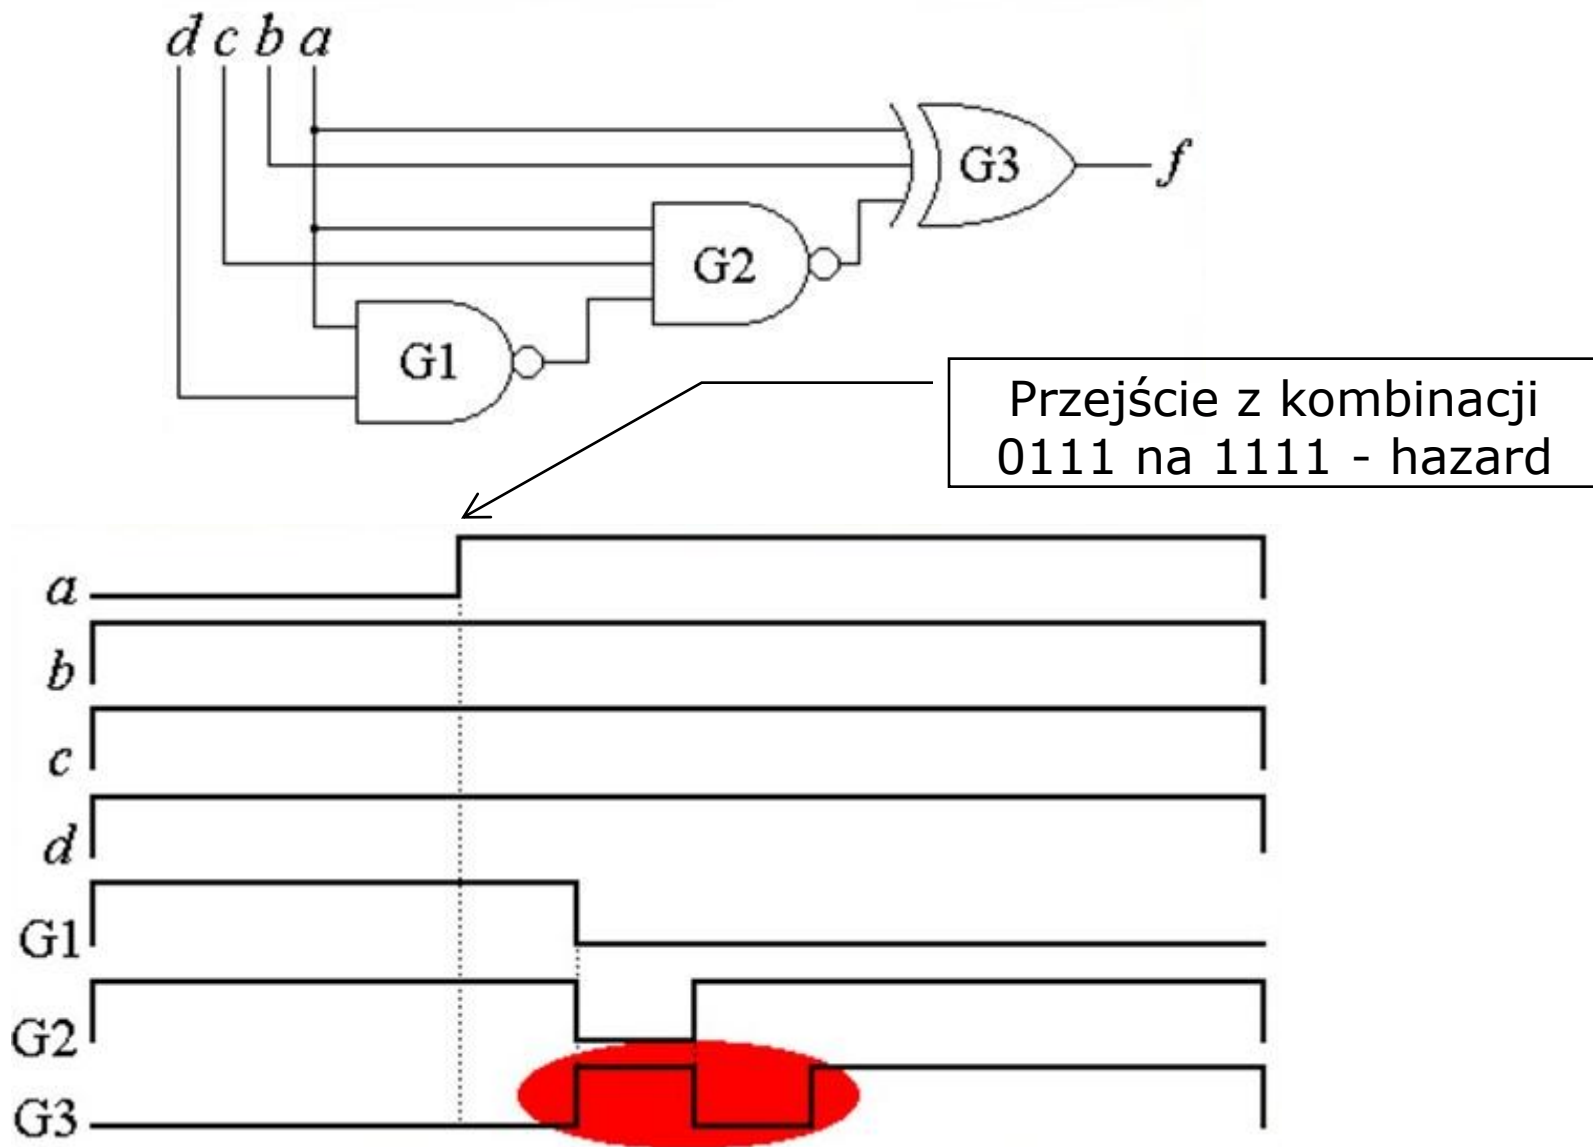 d c b a
G3
f
G2
G1
Przejście z kombinacji
0111 na 1111 - hazard
a
b
c
d
G1
G2
G3